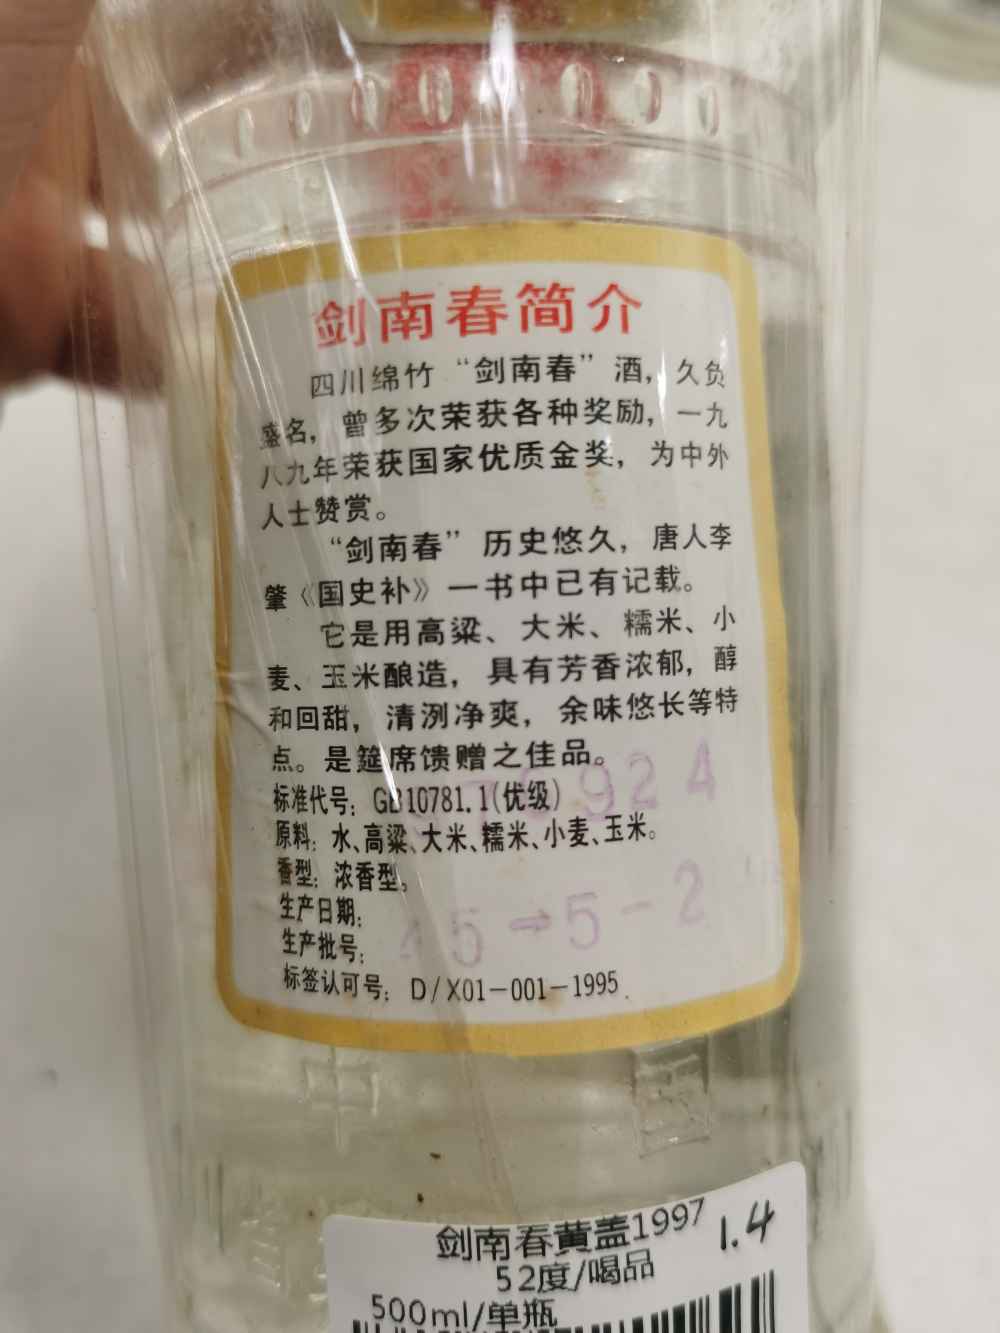 剑南春简介
四川绵竹“剑南春”酒，久负
盛名，曾多次荣获各种奖励，一九
八九年荣获国家优质金奖，为中外
人士赞赏。
“剑南春”历史悠久，唐人李
肇《国史补》一书中已有记载。
它是用高粱、大米、糯米、小
麦、玉米酿造，具有芳香浓郁，醇
和回甜，清洌净爽，余味悠长等特
点。是筵席馈赠之佳品。
标准代号：GB10781.1(优级)
970924
原料：水、高粱、大米、糯米、小麦、玉米。
香型：浓香型。
生产日期：
生产批号：
5→5-2
标签认可号：D/X01-001-1995
中国
剑南春黄盖1997 1.4
52度/喝品
500ml/单瓶